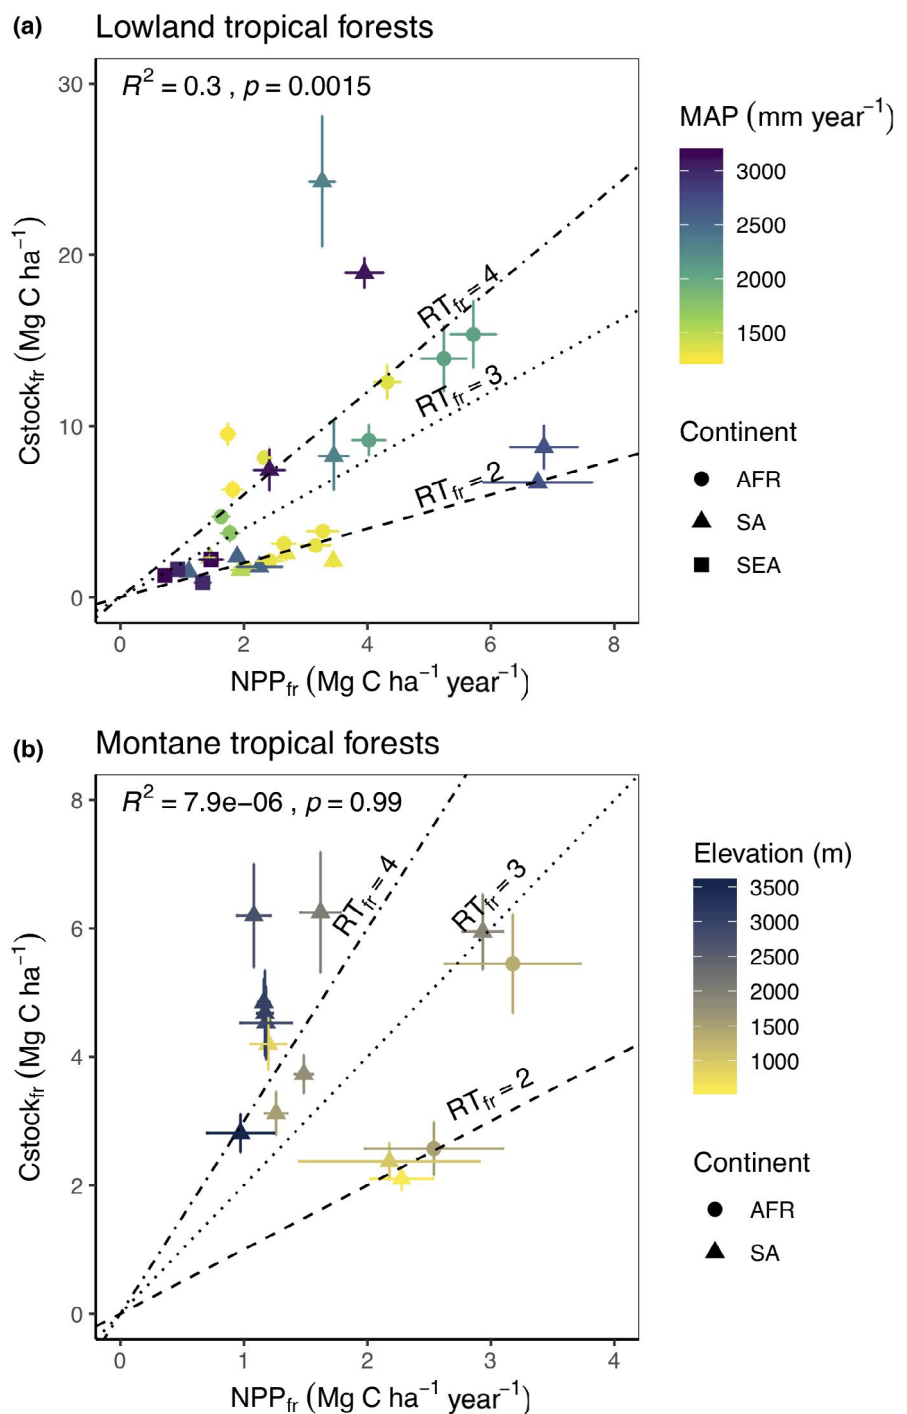 (a) Lowland tropical forests
R² = 0.3 , p = 0.0015
30
20
10
0
Cstock_fr (Mg C ha⁻¹)
RT_fr = 4
RT_fr = 3
RT_fr = 2
0 2 4 6 8
NPP_fr (Mg C ha⁻¹ year⁻¹)
MAP (mm year⁻¹)
3000
2500
2000
1500
Continent
AFR
SA
SEA
(b) Montane tropical forests
R² = 7.9e−06 , p = 0.99
8
6
4
2
0
Cstock_fr (Mg C ha⁻¹)
RT_fr = 4
RT_fr = 3
RT_fr = 2
0 1 2 3 4
NPP_fr (Mg C ha⁻¹ year⁻¹)
Elevation (m)
3500
3000
2500
2000
1500
1000
Continent
AFR
SA